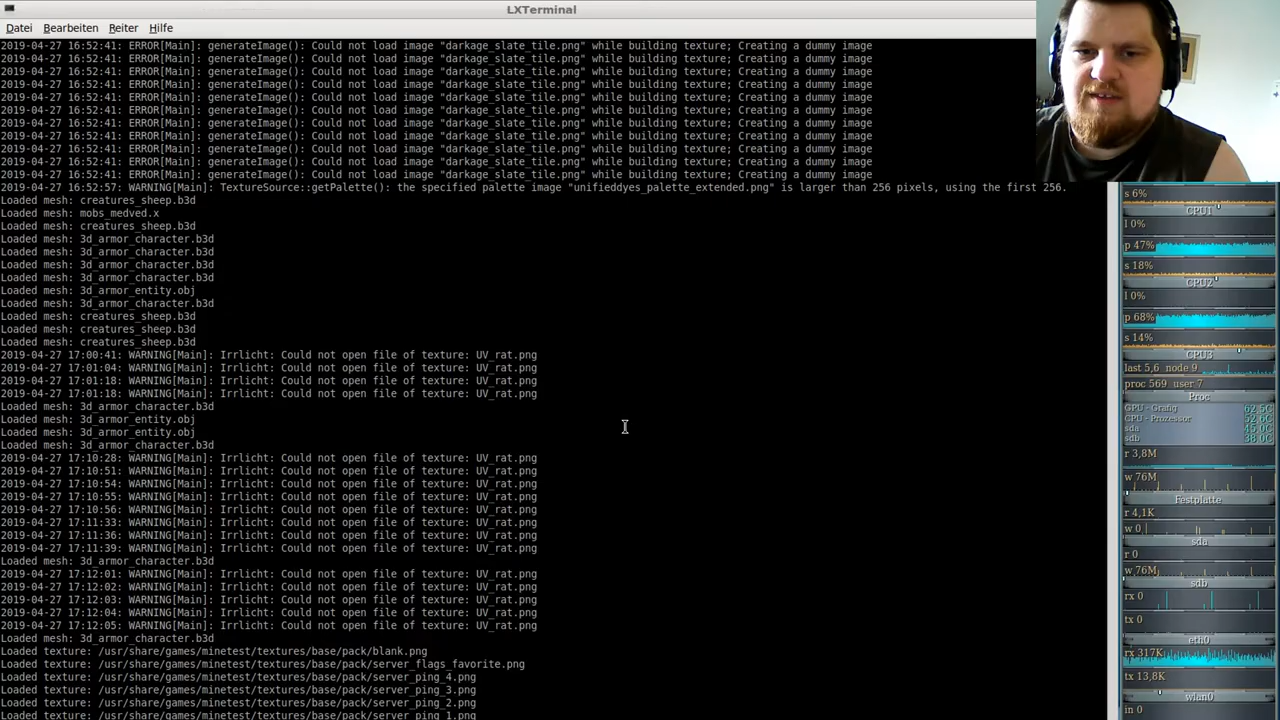 LXTerminal
Datei Bearbeiten Reiter Hilfe
2019-04-27 16:52:41: ERROR[Main]: generateImage(): Could not load image "darkage_slate_tile.png" while building texture; Creating a dummy image
2019-04-27 16:52:41: ERROR[Main]: generateImage(): Could not load image "darkage_slate_tile.png" while building texture; Creating a dummy image
2019-04-27 16:52:41: ERROR[Main]: generateImage(): Could not load image "darkage_slate_tile.png" while building texture; Creating a dummy image
2019-04-27 16:52:41: ERROR[Main]: generateImage(): Could not load image "darkage_slate_tile.png" while building texture; Creating a dummy image
2019-04-27 16:52:41: ERROR[Main]: generateImage(): Could not load image "darkage_slate_tile.png" while building texture; Creating a dummy image
2019-04-27 16:52:41: ERROR[Main]: generateImage(): Could not load image "darkage_slate_tile.png" while building texture; Creating a dummy image
2019-04-27 16:52:41: ERROR[Main]: generateImage(): Could not load image "darkage_slate_tile.png" while building texture; Creating a dummy image
2019-04-27 16:52:41: ERROR[Main]: generateImage(): Could not load image "darkage_slate_tile.png" while building texture; Creating a dummy image
2019-04-27 16:52:41: ERROR[Main]: generateImage(): Could not load image "darkage_slate_tile.png" while building texture; Creating a dummy image
2019-04-27 16:52:41: ERROR[Main]: generateImage(): Could not load image "darkage_slate_tile.png" while building texture; Creating a dummy image
2019-04-27 16:52:41: ERROR[Main]: generateImage(): Could not load image "darkage_slate_tile.png" while building texture; Creating a dummy image
2019-04-27 16:52:57: WARNING[Main]: TextureSource::getPalette(): the specified palette image "unifieddyes_palette_extended.png" is larger than 256 pixels, using the first 256.
Loaded mesh: creatures_sheep.b3d
Loaded mesh: mobs_medved.x
Loaded mesh: creatures_sheep.b3d
Loaded mesh: 3d_armor_character.b3d
Loaded mesh: 3d_armor_character.b3d
Loaded mesh: 3d_armor_character.b3d
Loaded mesh: 3d_armor_character.b3d
Loaded mesh: 3d_armor_entity.obj
Loaded mesh: 3d_armor_character.b3d
Loaded mesh: creatures_sheep.b3d
Loaded mesh: creatures_sheep.b3d
Loaded mesh: creatures_sheep.b3d
2019-04-27 17:00:41: WARNING[Main]: Irrlicht: Could not open file of texture: UV_rat.png
2019-04-27 17:01:04: WARNING[Main]: Irrlicht: Could not open file of texture: UV_rat.png
2019-04-27 17:01:18: WARNING[Main]: Irrlicht: Could not open file of texture: UV_rat.png
2019-04-27 17:01:18: WARNING[Main]: Irrlicht: Could not open file of texture: UV_rat.png
Loaded mesh: 3d_armor_character.b3d
Loaded mesh: 3d_armor_entity.obj
Loaded mesh: 3d_armor_entity.obj
Loaded mesh: 3d_armor_character.b3d
2019-04-27 17:10:28: WARNING[Main]: Irrlicht: Could not open file of texture: UV_rat.png
2019-04-27 17:10:51: WARNING[Main]: Irrlicht: Could not open file of texture: UV_rat.png
2019-04-27 17:10:54: WARNING[Main]: Irrlicht: Could not open file of texture: UV_rat.png
2019-04-27 17:10:55: WARNING[Main]: Irrlicht: Could not open file of texture: UV_rat.png
2019-04-27 17:10:56: WARNING[Main]: Irrlicht: Could not open file of texture: UV_rat.png
2019-04-27 17:11:33: WARNING[Main]: Irrlicht: Could not open file of texture: UV_rat.png
2019-04-27 17:11:36: WARNING[Main]: Irrlicht: Could not open file of texture: UV_rat.png
2019-04-27 17:11:39: WARNING[Main]: Irrlicht: Could not open file of texture: UV_rat.png
Loaded mesh: 3d_armor_character.b3d
2019-04-27 17:12:01: WARNING[Main]: Irrlicht: Could not open file of texture: UV_rat.png
2019-04-27 17:12:02: WARNING[Main]: Irrlicht: Could not open file of texture: UV_rat.png
2019-04-27 17:12:03: WARNING[Main]: Irrlicht: Could not open file of texture: UV_rat.png
2019-04-27 17:12:04: WARNING[Main]: Irrlicht: Could not open file of texture: UV_rat.png
2019-04-27 17:12:05: WARNING[Main]: Irrlicht: Could not open file of texture: UV_rat.png
Loaded mesh: 3d_armor_character.b3d
Loaded texture: /usr/share/games/minetest/textures/base/pack/blank.png
Loaded texture: /usr/share/games/minetest/textures/base/pack/server_flags_favorite.png
Loaded texture: /usr/share/games/minetest/textures/base/pack/server_ping_4.png
Loaded texture: /usr/share/games/minetest/textures/base/pack/server_ping_3.png
Loaded texture: /usr/share/games/minetest/textures/base/pack/server_ping_2.png
Loaded texture: /usr/share/games/minetest/textures/base/pack/server_ping_1.png
s 6%
CPU1
l 0%
p 47%
s 18%
CPU2
l 0%
p 68%
s 14%
CPU3
last 5,6 node 9
proc 569 user 7
Proc
GPU - Grafig 62.5C
CPU - Prozessor 52.6C
sda 45.0C
sdb 38.0C
r 3,8M
w 76M
Festplatte
r 4,1K
w 0
sda
r 0
w 76M
sdb
rx 0
tx 0
eth0
rx 317K
tx 13,8K
wlan0
in 0